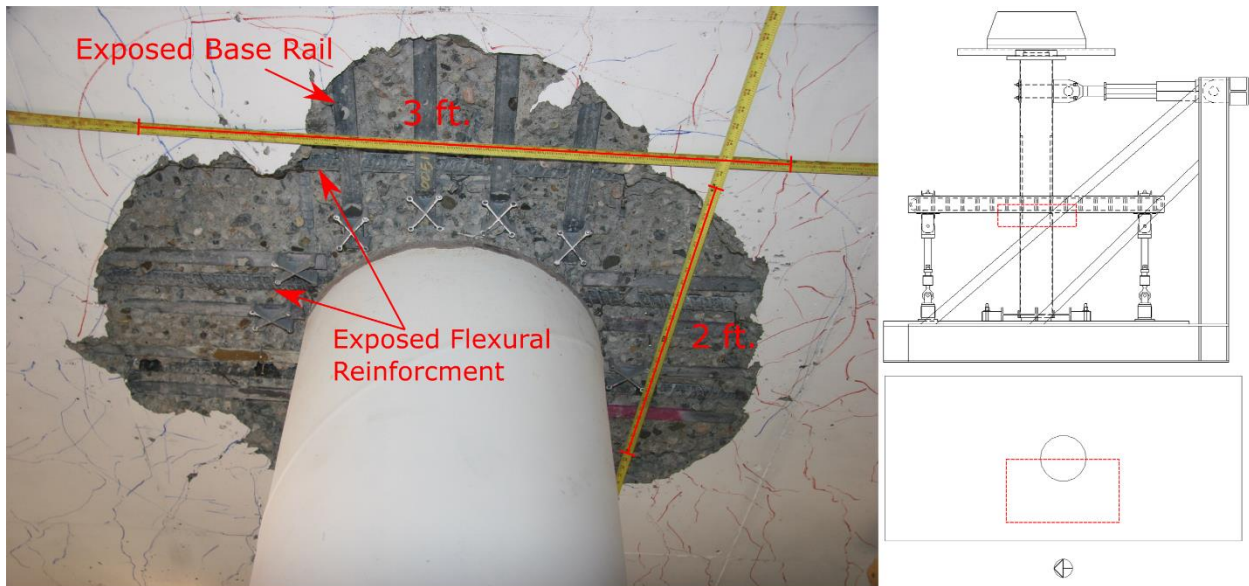 Exposed Base Rail
3 ft.
2 ft.
Exposed Flexural
Reinforcment